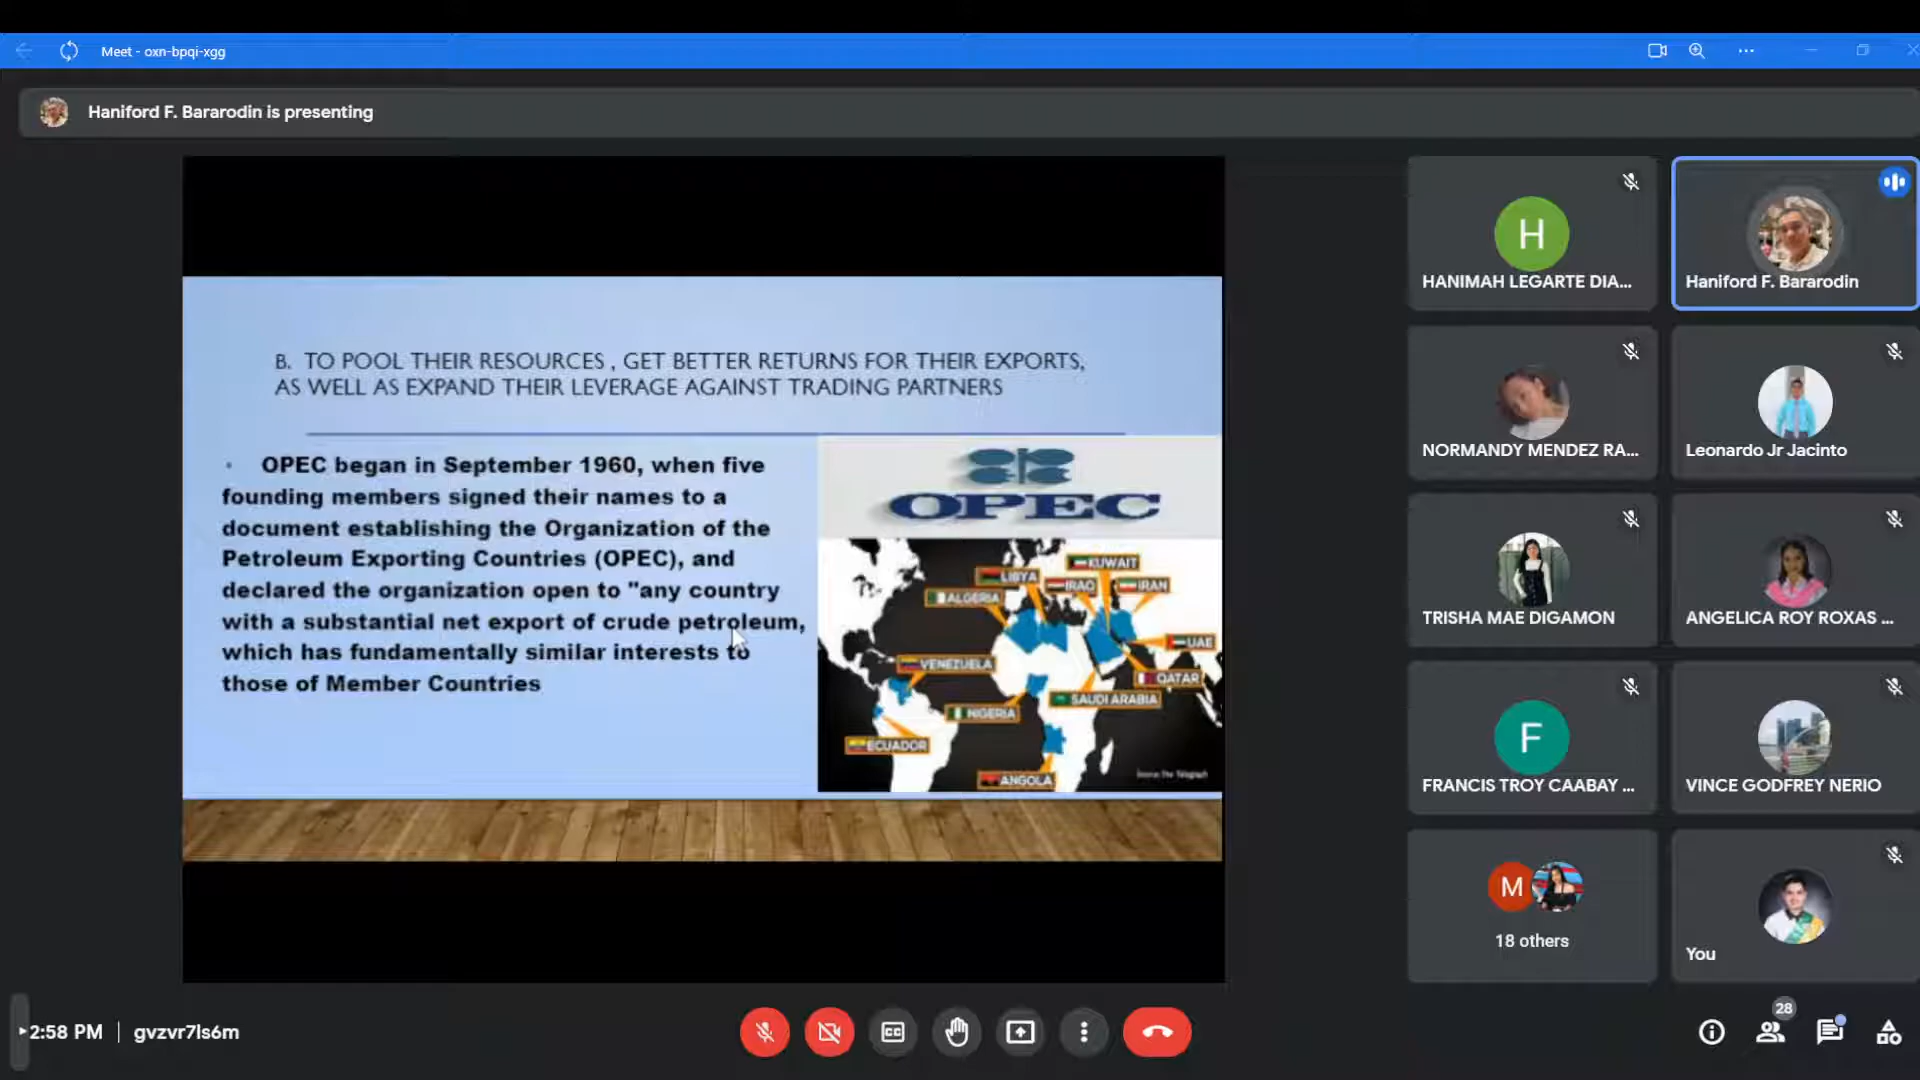 Meet - oxn-bpqi-xgg
Haniford F. Bararodin is presenting
B. TO POOL THEIR RESOURCES , GET BETTER RETURNS FOR THEIR EXPORTS,
AS WELL AS EXPAND THEIR LEVERAGE AGAINST TRADING PARTNERS
• OPEC began in September 1960, when five
founding members signed their names to a
document establishing the Organization of the
Petroleum Exporting Countries (OPEC), and
declared the organization open to "any country
with a substantial net export of crude petroleum,
which has fundamentally similar interests to
those of Member Countries
OPEC
KUWAIT
LIBYA
IRAQ
IRAN
ALGERIA
UAE
VENEZUELA
QATAR
SAUDI ARABIA
NIGERIA
ECUADOR
ANGOLA
Source: the Telegraph
H
HANIMAH LEGARTE DIA...
Haniford F. Bararodin
NORMANDY MENDEZ RA...
Leonardo Jr Jacinto
TRISHA MAE DIGAMON
ANGELICA ROY ROXAS ...
F
FRANCIS TROY CAABAY ...
VINCE GODFREY NERIO
M
18 others
You
2:58 PM | gvzvr7ls6m
28